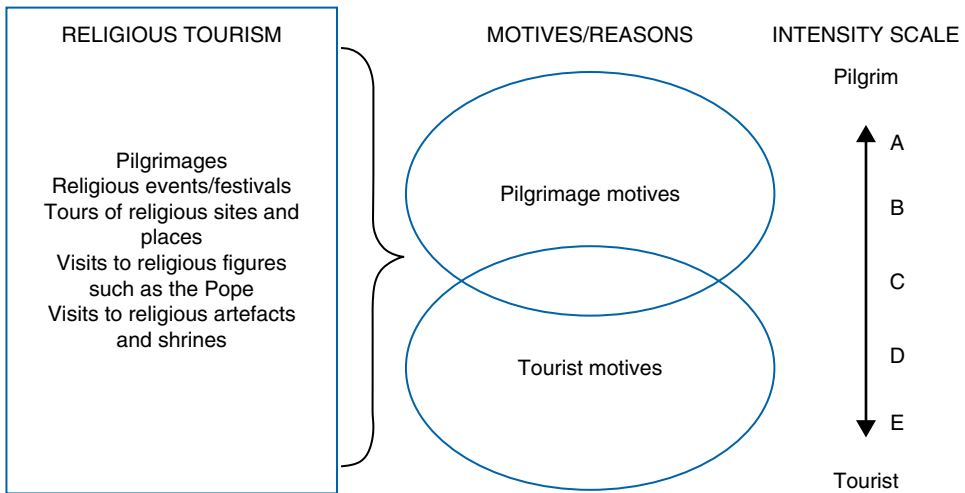 RELIGIOUS TOURISM
Pilgrimages
Religious events/festivals
Tours of religious sites and
places
Visits to religious figures
such as the Pope
Visits to religious artefacts
and shrines
MOTIVES/REASONS
Pilgrimage motives
Tourist motives
INTENSITY SCALE
Pilgrim
A
B
C
D
E
Tourist